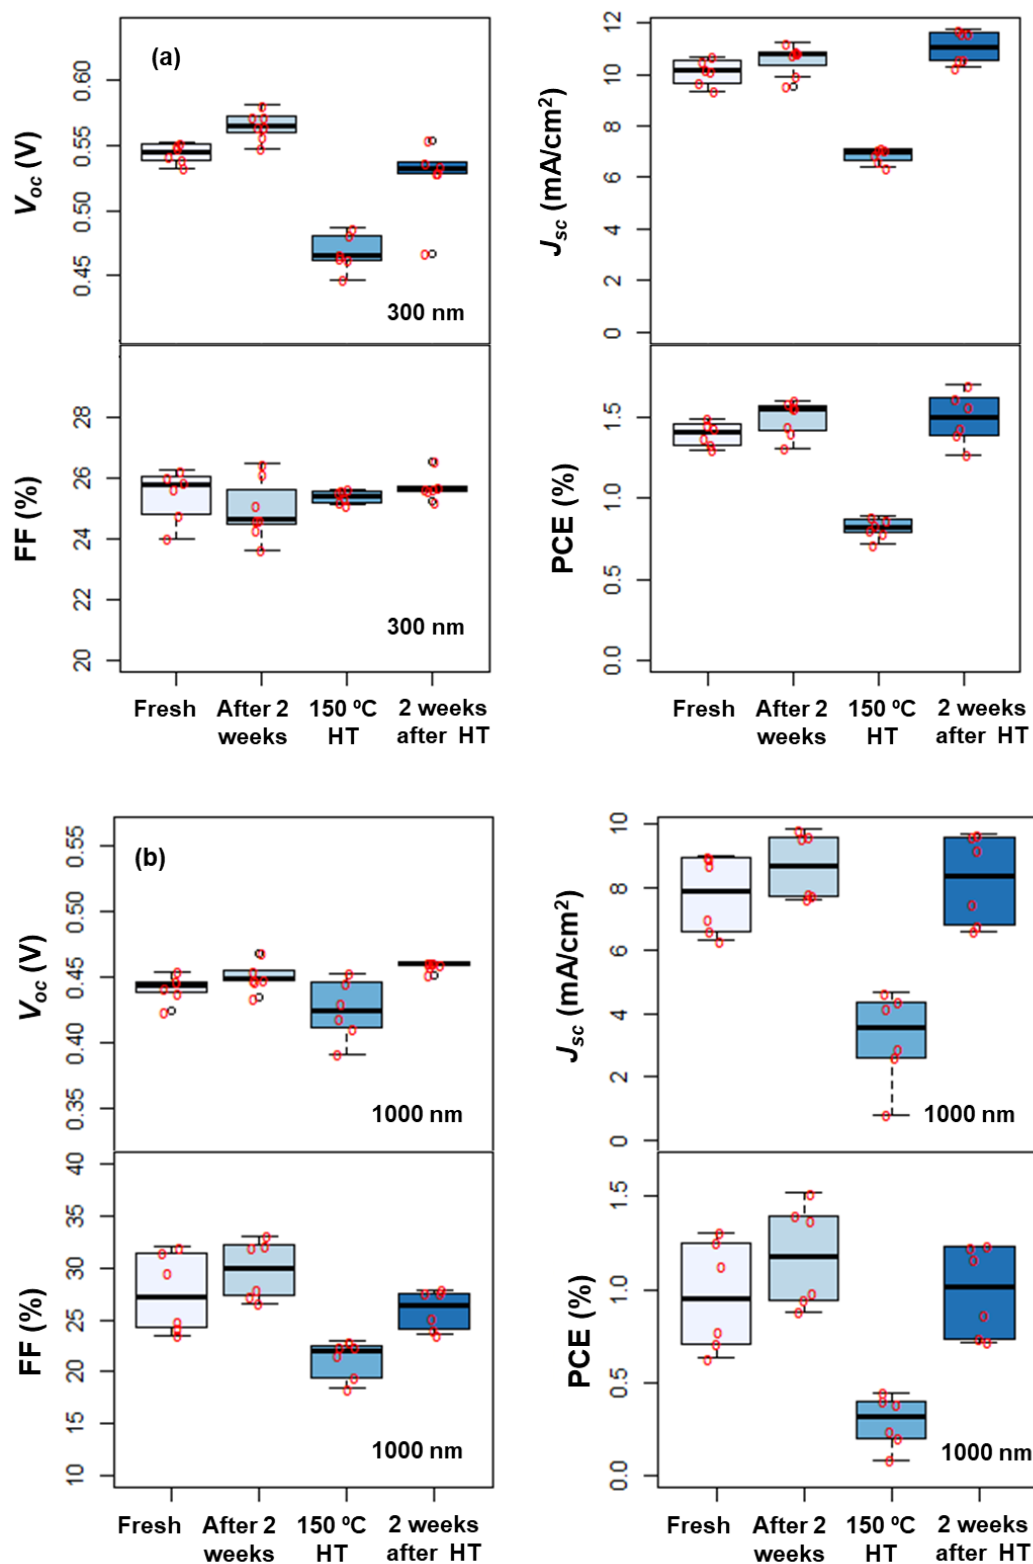 (a)
V_oc (V)
0.60
0.55
0.50
0.45
300 nm
J_sc (mA/cm²)
12
10
8
6
4
2
0
FF (%)
28
26
24
22
20
300 nm
PCE (%)
1.5
1.0
0.5
0.0
Fresh
After 2
weeks
150 ºC
HT
2 weeks
after HT
Fresh
After 2
weeks
150 ºC
HT
2 weeks
after HT
(b)
V_oc (V)
0.55
0.50
0.45
0.40
0.35
1000 nm
J_sc (mA/cm²)
10
8
6
4
2
0
1000 nm
FF (%)
40
35
30
25
20
15
10
1000 nm
PCE (%)
1.5
1.0
0.5
0.0
1000 nm
Fresh
After 2
weeks
150 ºC
HT
2 weeks
after HT
Fresh
After 2
weeks
150 ºC
HT
2 weeks
after HT